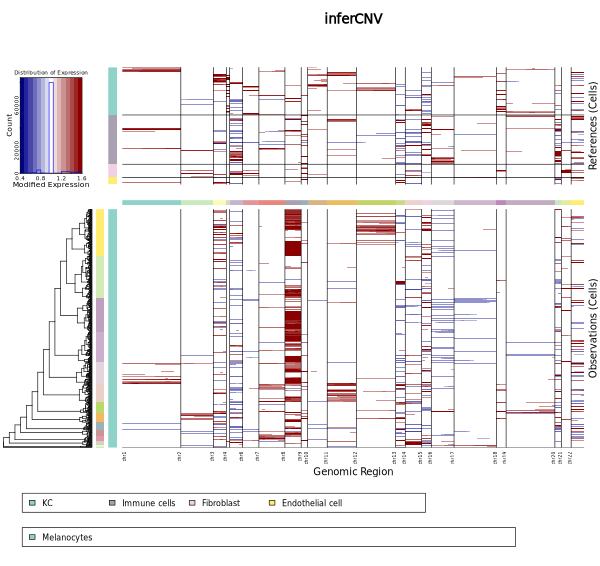 inferCNV
Distribution of Expression
Count
0 20000 60000
0.4 0.8 1.2 1.6
Modified Expression
References (Cells)
Observations (Cells)
chr1 chr2 chr3 chr4 chr6 chr7 chr8 chr9 chr10 chr11 chr12 chr13 chr14 chr15 chr16 chr17 chr18 chr19 chr20 chr21 chr22
Genomic Region
KC Immune cells Fibroblast Endothelial cell
Melanocytes